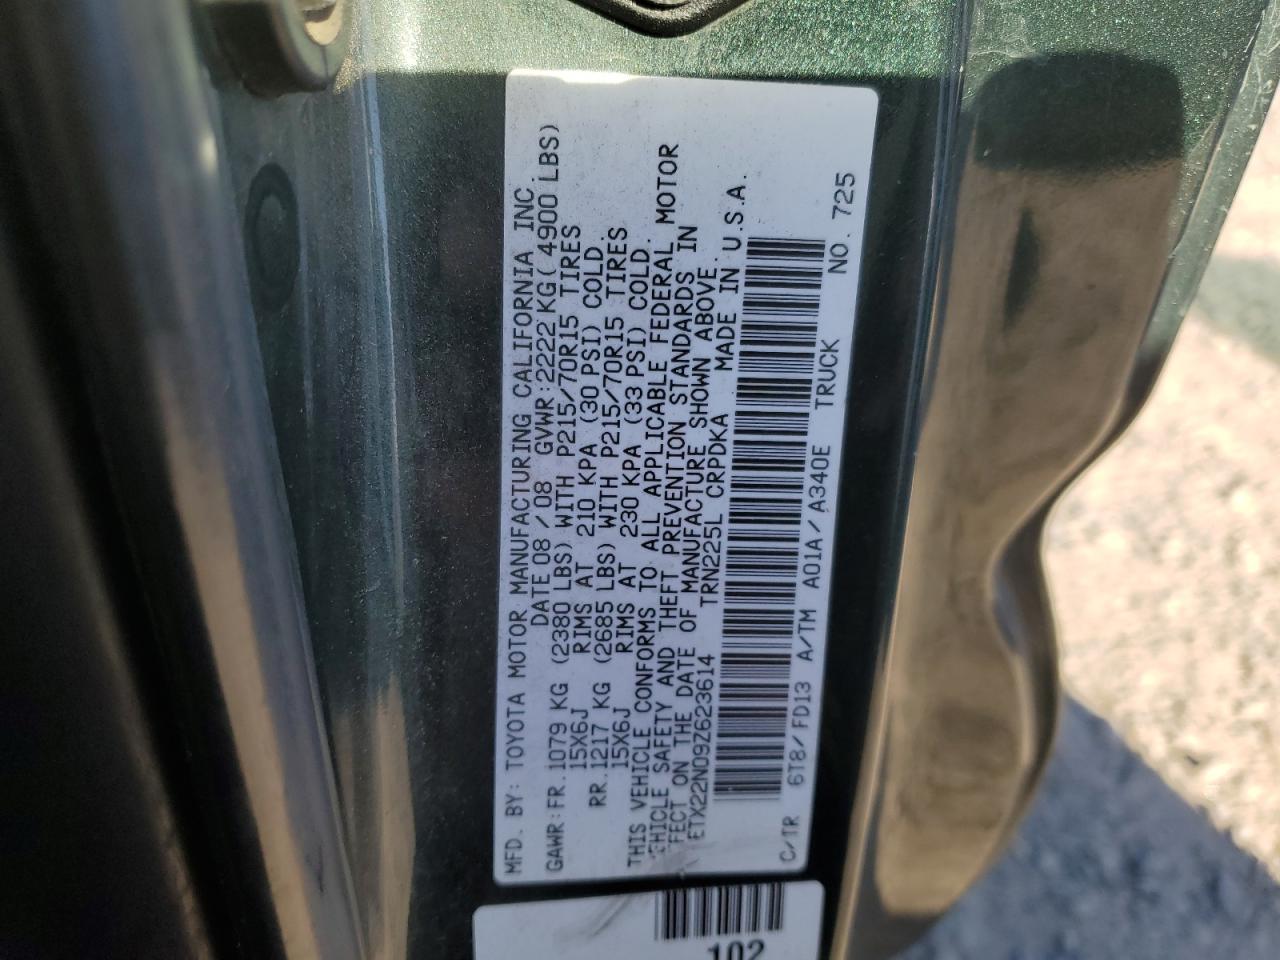 MFD. BY: TOYOTA MOTOR MANUFACTURING CALIFORNIA INC.
DATE 08/08 GVWR:2222 KG( 4900 LBS)
GAWR:FR.1079 KG (2380 LBS) WITH P215/70R15 TIRES
15X6J RIMS AT 210 KPA (30 PSI) COLD.
RR.1217 KG (2685 LBS) WITH P215/70R15 TIRES
15X6J RIMS AT 230 KPA (33 PSI) COLD.
THIS VEHICLE CONFORMS TO ALL APPLICABLE FEDERAL MOTOR
EHICLE SAFETY AND THEFT PREVENTION STANDARDS IN
FECT ON THE DATE OF MANUFACTURE SHOWN ABOVE.
ETX22N09Z623614 TRN225L CRPDKA MADE IN U.S.A.
C/TR 6T8/FD13 A/TM A01A/A340E TRUCK NO. 725
102